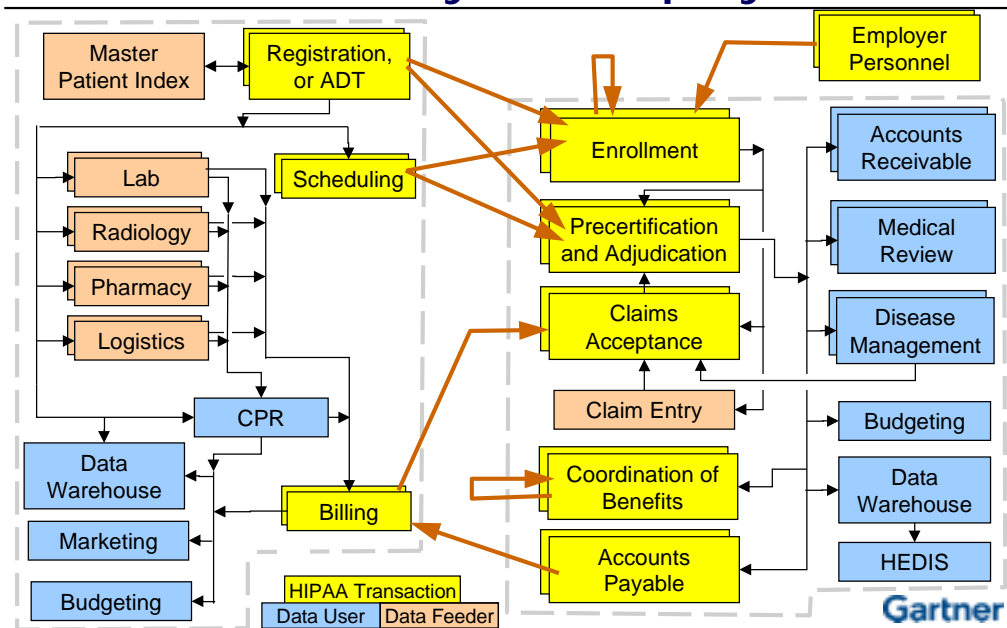 Master
Patient Index
Registration,
or ADT
Employer
Personnel
Enrollment
Accounts
Receivable
Lab
Scheduling
Radiology
Precertification
and Adjudication
Medical
Review
Pharmacy
Logistics
Claims
Acceptance
Disease
Management
CPR
Claim Entry
Budgeting
Data
Warehouse
Coordination of
Benefits
Data
Warehouse
Billing
Marketing
Accounts
Payable
HEDIS
Budgeting
HIPAA Transaction
Data User
Data Feeder
Gartner